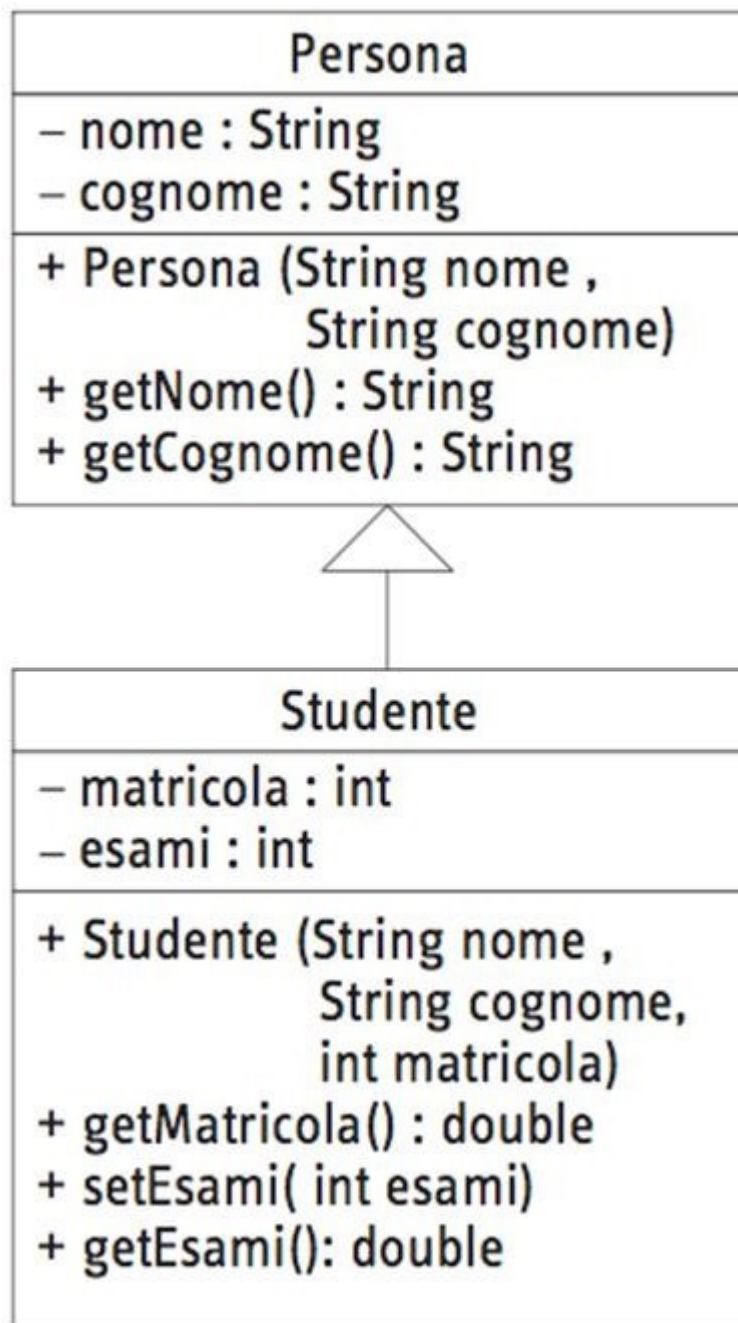 Persona
– nome : String
– cognome : String
+ Persona (String nome ,
String cognome)
+ getNome() : String
+ getCognome() : String
Studente
– matricola : int
– esami : int
+ Studente (String nome ,
String cognome,
int matricola)
+ getMatricola() : double
+ setEsami( int esami)
+ getEsami(): double